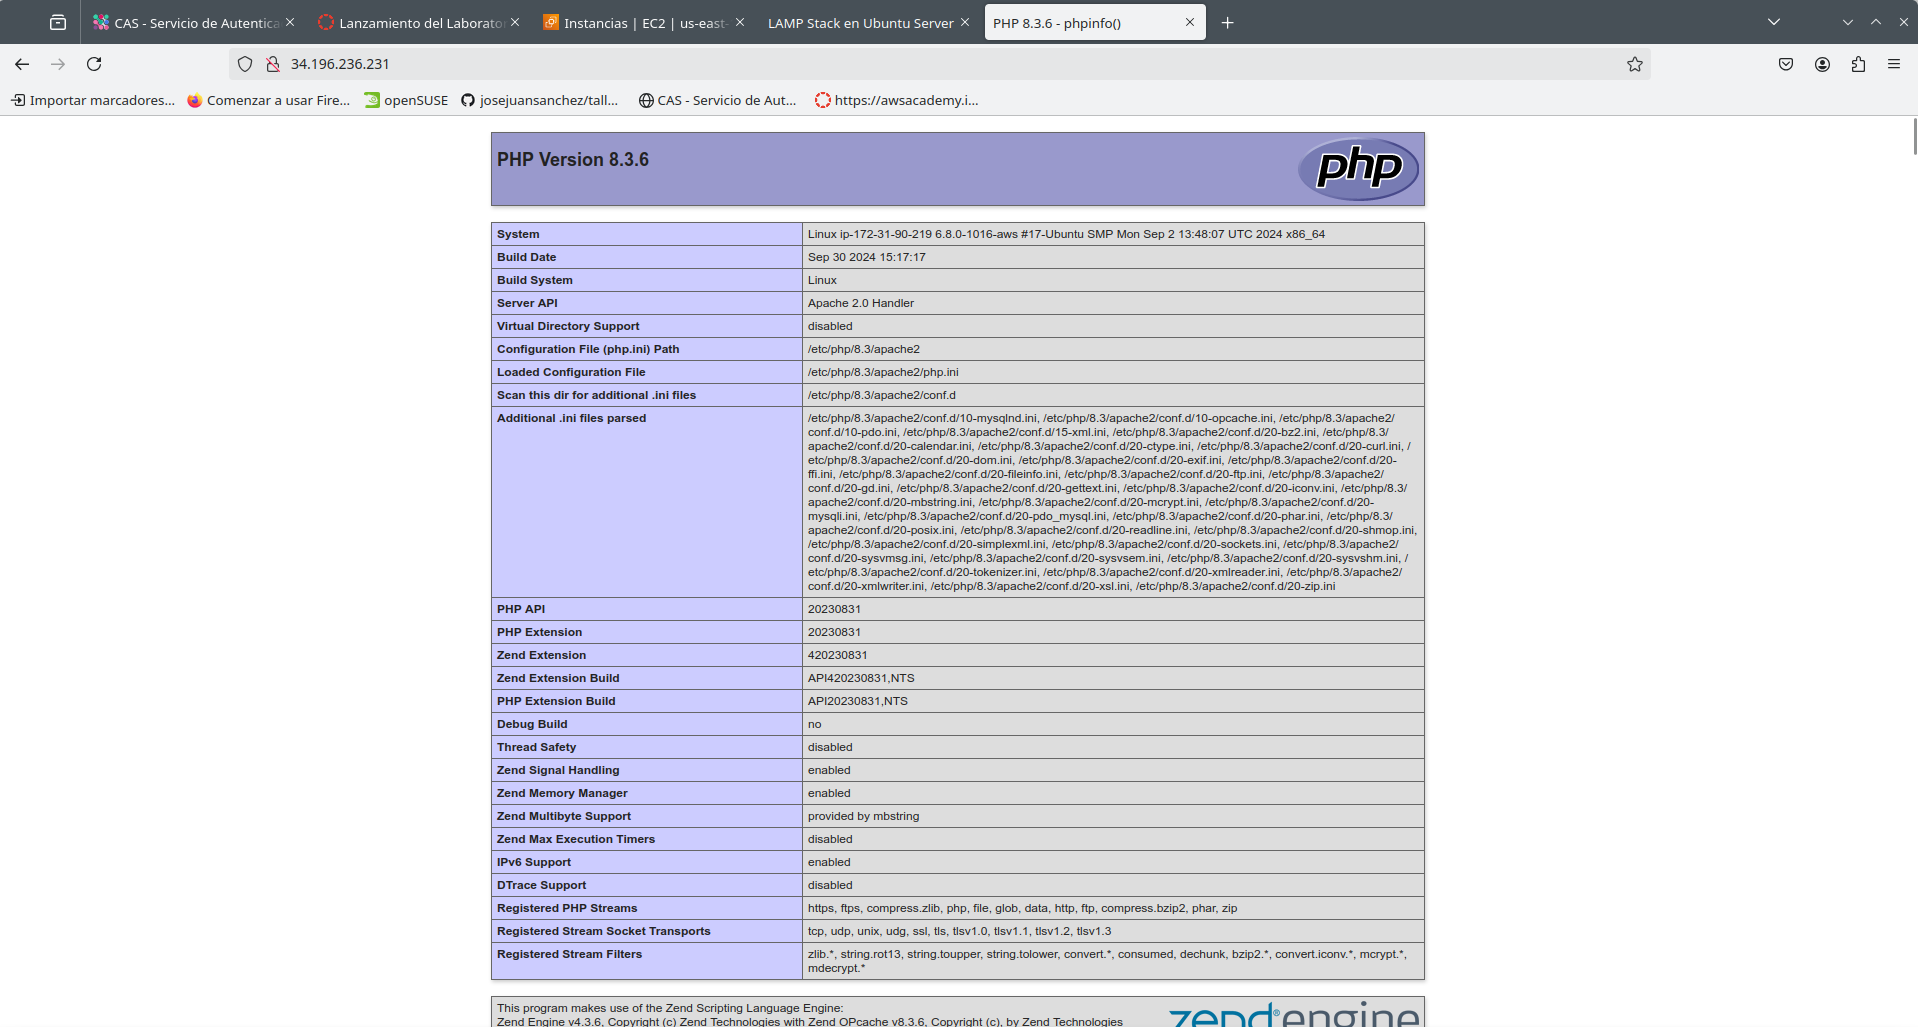 CAS - Servicio de Autentica
Lanzamiento del Laborator
Instancias | EC2 | us-east-
LAMP Stack en Ubuntu Server
PHP 8.3.6 - phpinfo()
34.196.236.231
Importar marcadores...
Comenzar a usar Fire...
openSUSE
josejuansanchez/tall...
CAS - Servicio de Aut...
https://awsacademy.i...
PHP Version 8.3.6
php
System Linux ip-172-31-90-219 6.8.0-1016-aws #17-Ubuntu SMP Mon Sep 2 13:48:07 UTC 2024 x86_64
Build Date Sep 30 2024 15:17:17
Build System Linux
Server API Apache 2.0 Handler
Virtual Directory Support disabled
Configuration File (php.ini) Path /etc/php/8.3/apache2
Loaded Configuration File /etc/php/8.3/apache2/php.ini
Scan this dir for additional .ini files /etc/php/8.3/apache2/conf.d
Additional .ini files parsed /etc/php/8.3/apache2/conf.d/10-mysqlnd.ini, /etc/php/8.3/apache2/conf.d/10-opcache.ini, /etc/php/8.3/apache2/
conf.d/10-pdo.ini, /etc/php/8.3/apache2/conf.d/15-xml.ini, /etc/php/8.3/apache2/conf.d/20-bz2.ini, /etc/php/8.3/
apache2/conf.d/20-calendar.ini, /etc/php/8.3/apache2/conf.d/20-ctype.ini, /etc/php/8.3/apache2/conf.d/20-curl.ini, /
etc/php/8.3/apache2/conf.d/20-dom.ini, /etc/php/8.3/apache2/conf.d/20-exif.ini, /etc/php/8.3/apache2/conf.d/20-
ffi.ini, /etc/php/8.3/apache2/conf.d/20-fileinfo.ini, /etc/php/8.3/apache2/conf.d/20-ftp.ini, /etc/php/8.3/apache2/
conf.d/20-gd.ini, /etc/php/8.3/apache2/conf.d/20-gettext.ini, /etc/php/8.3/apache2/conf.d/20-iconv.ini, /etc/php/8.3/
apache2/conf.d/20-mbstring.ini, /etc/php/8.3/apache2/conf.d/20-mcrypt.ini, /etc/php/8.3/apache2/conf.d/20-
mysqli.ini, /etc/php/8.3/apache2/conf.d/20-pdo_mysql.ini, /etc/php/8.3/apache2/conf.d/20-phar.ini, /etc/php/8.3/
apache2/conf.d/20-posix.ini, /etc/php/8.3/apache2/conf.d/20-readline.ini, /etc/php/8.3/apache2/conf.d/20-shmop.ini,
/etc/php/8.3/apache2/conf.d/20-simplexml.ini, /etc/php/8.3/apache2/conf.d/20-sockets.ini, /etc/php/8.3/apache2/
conf.d/20-sysvmsg.ini, /etc/php/8.3/apache2/conf.d/20-sysvsem.ini, /etc/php/8.3/apache2/conf.d/20-sysvshm.ini, /
etc/php/8.3/apache2/conf.d/20-tokenizer.ini, /etc/php/8.3/apache2/conf.d/20-xmlreader.ini, /etc/php/8.3/apache2/
conf.d/20-xmlwriter.ini, /etc/php/8.3/apache2/conf.d/20-xsl.ini, /etc/php/8.3/apache2/conf.d/20-zip.ini
PHP API 20230831
PHP Extension 20230831
Zend Extension 420230831
Zend Extension Build API420230831,NTS
PHP Extension Build API20230831,NTS
Debug Build no
Thread Safety disabled
Zend Signal Handling enabled
Zend Memory Manager enabled
Zend Multibyte Support provided by mbstring
Zend Max Execution Timers disabled
IPv6 Support enabled
DTrace Support disabled
Registered PHP Streams https, ftps, compress.zlib, php, file, glob, data, http, ftp, compress.bzip2, phar, zip
Registered Stream Socket Transports tcp, udp, unix, udg, ssl, tls, tlsv1.0, tlsv1.1, tlsv1.2, tlsv1.3
Registered Stream Filters zlib.*, string.rot13, string.toupper, string.tolower, convert.*, consumed, dechunk, bzip2.*, convert.iconv.*, mcrypt.*,
mdecrypt.*
This program makes use of the Zend Scripting Language Engine:
Zend Engine v4.3.6, Copyright (c) Zend Technologies with Zend OPcache v8.3.6, Copyright (c), by Zend Technologies
zend®engine